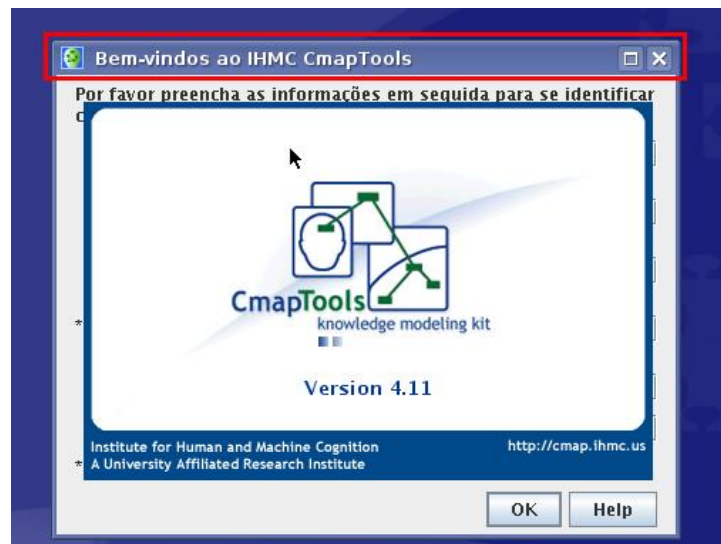 Bem-vindos ao IHMC CmapTools
Por favor preencha as informações em seguida para se identificar
CmapTools
knowledge modeling kit
Version 4.11
*
Institute for Human and Machine Cognition
http://cmap.ihmc.us
* A University Affiliated Research Institute
OK
Help